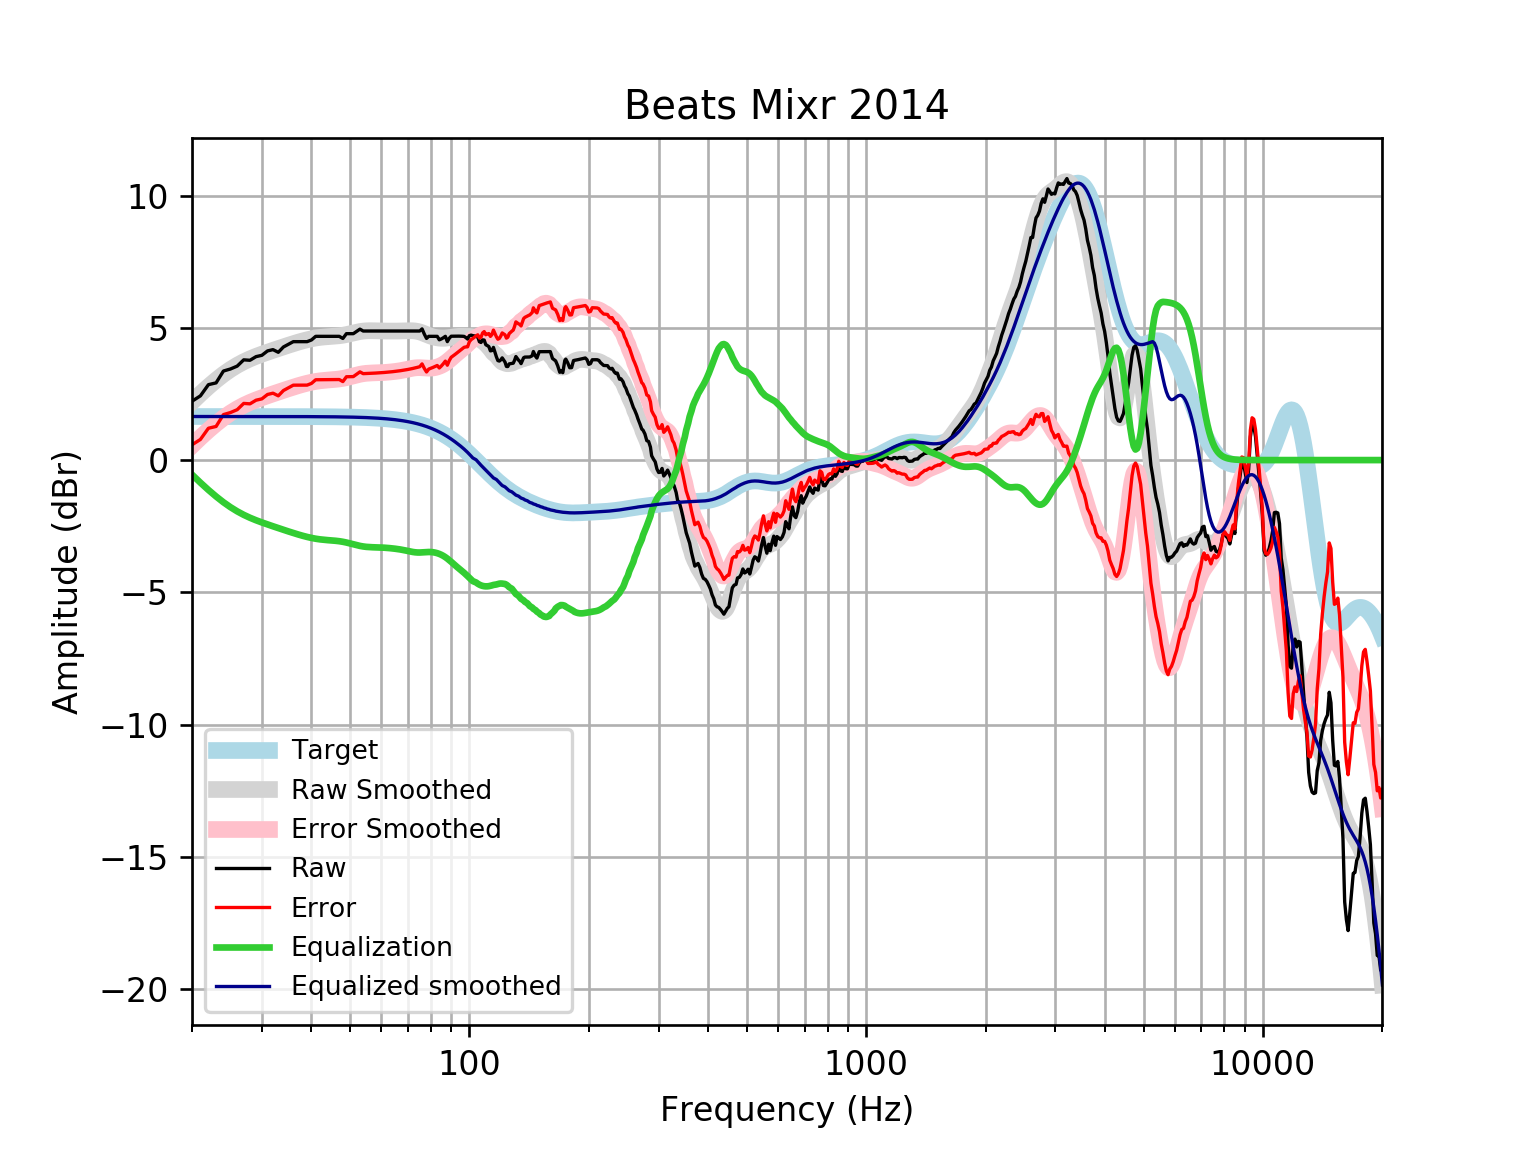 Beats Mixr 2014
10
5
0
−5
−10
−15
−20
Amplitude (dBr)
Target
Raw Smoothed
Error Smoothed
Raw
Error
Equalization
Equalized smoothed
100
1000
10000
Frequency (Hz)